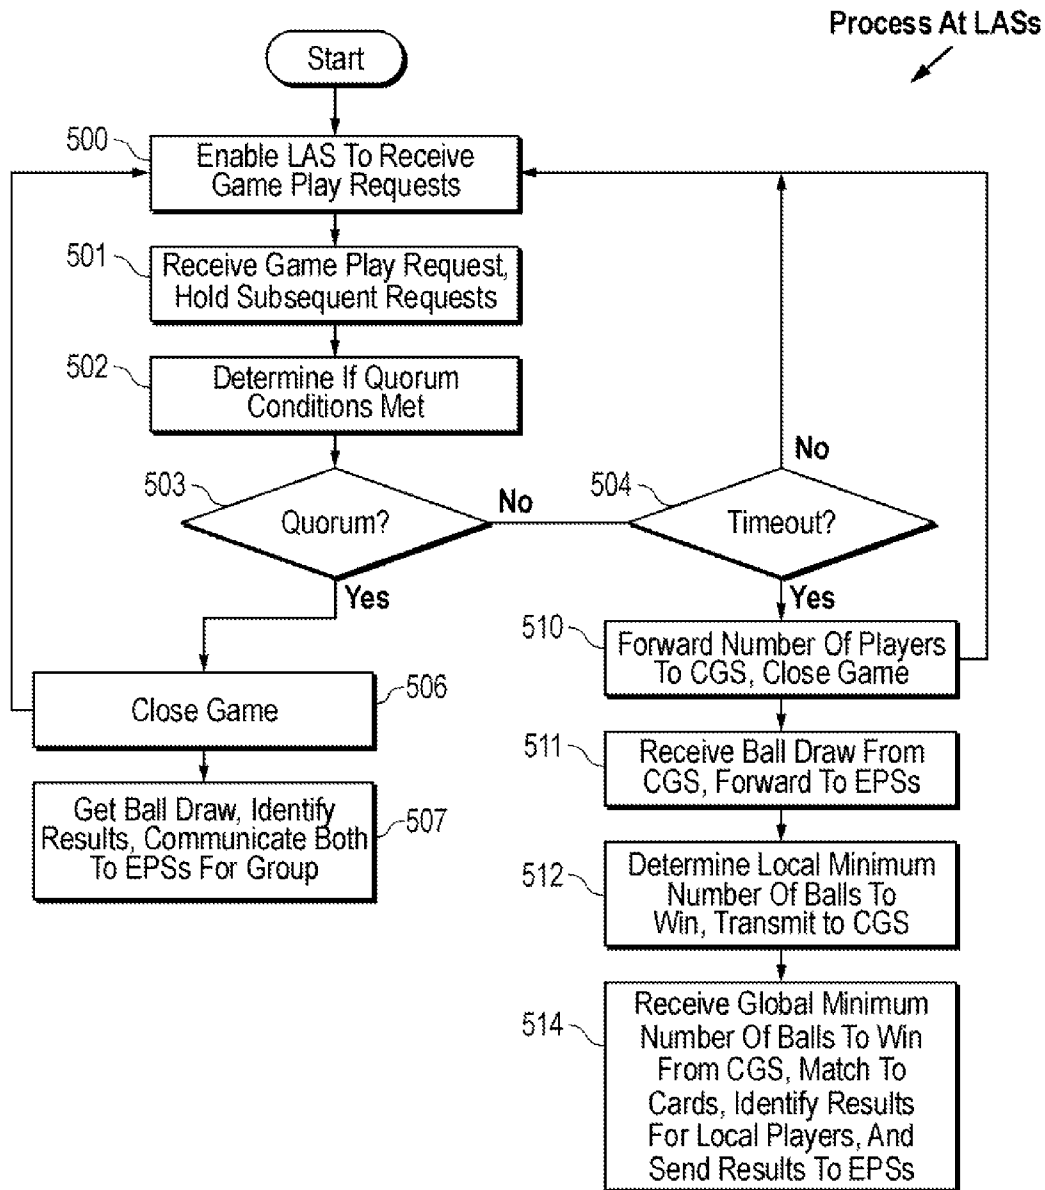 Process At LASs
Start
500
Enable LAS To Receive
Game Play Requests
501
Receive Game Play Request,
Hold Subsequent Requests
502
Determine If Quorum
Conditions Met
503
Quorum?
No
504
Timeout?
No
Yes
Yes
506
Close Game
507
Get Ball Draw, Identify
Results, Communicate Both
To EPSs For Group
510
Forward Number Of Players
To CGS, Close Game
511
Receive Ball Draw From
CGS, Forward To EPSs
512
Determine Local Minimum
Number Of Balls To
Win, Transmit to CGS
514
Receive Global Minimum
Number Of Balls To Win
From CGS, Match To
Cards, Identify Results
For Local Players, And
Send Results To EPSs